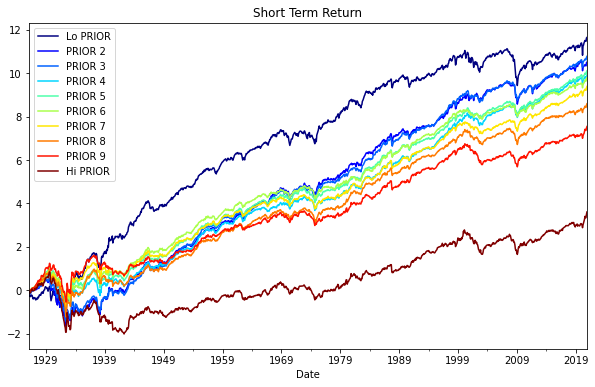 Short Term Return
12
10
8
6
4
2
0
−2
Lo PRIOR
PRIOR 2
PRIOR 3
PRIOR 4
PRIOR 5
PRIOR 6
PRIOR 7
PRIOR 8
PRIOR 9
Hi PRIOR
1929 1939 1949 1959 1969 1979 1989 1999 2009 2019
Date